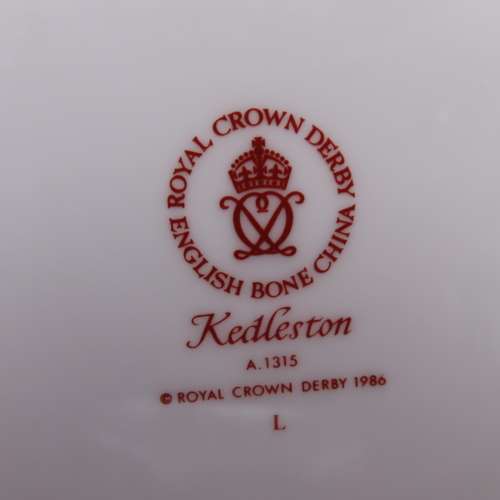 ROYAL CROWN DERBY
ENGLISH BONE CHINA
Kedleston
A.1315
© ROYAL CROWN DERBY 1986
L